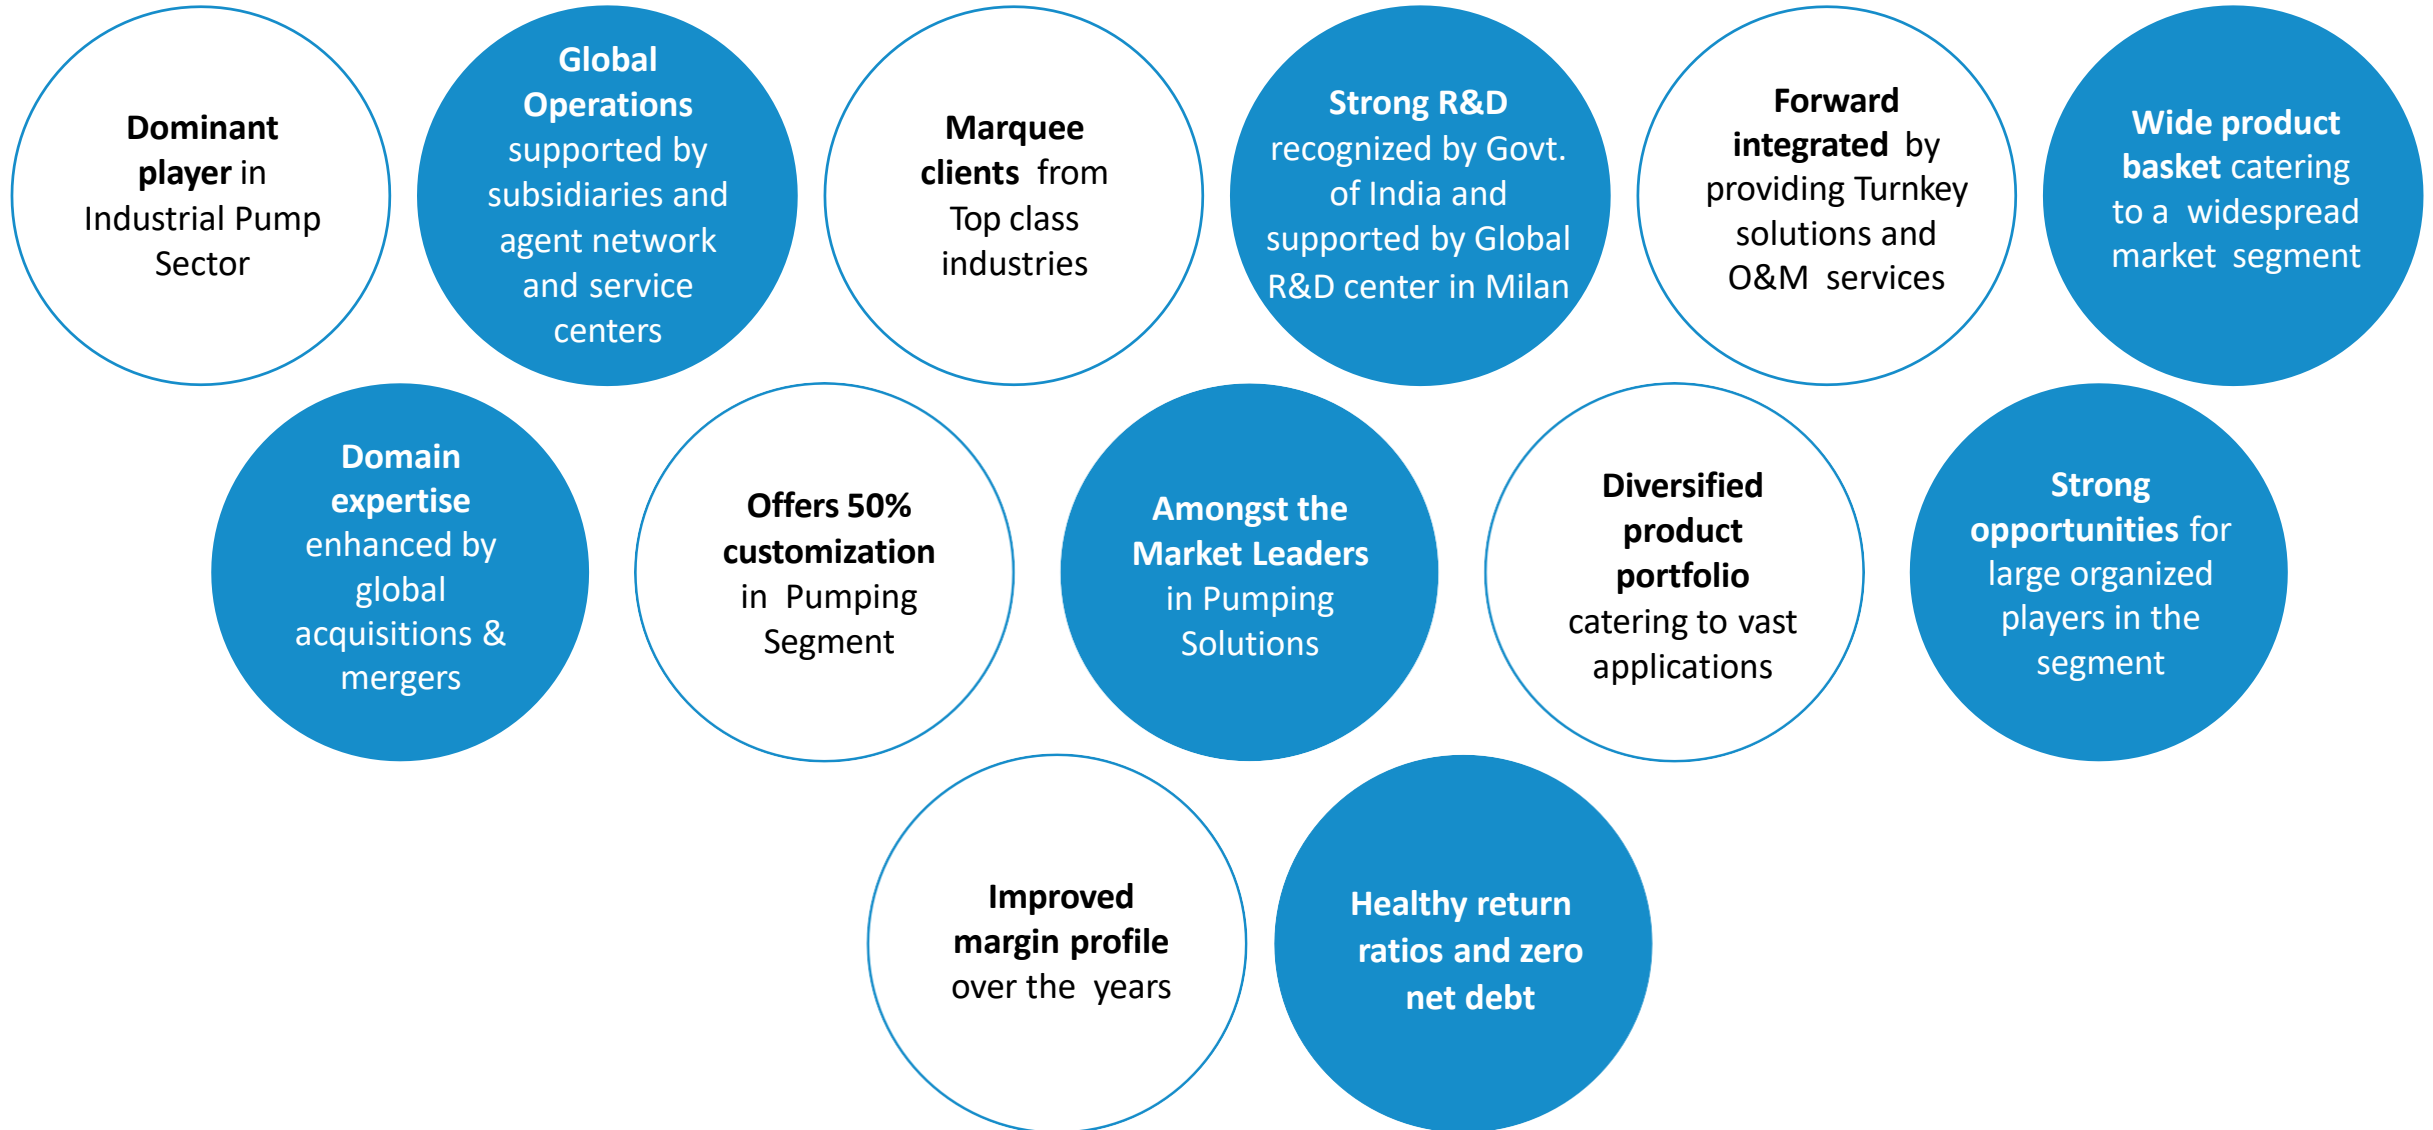 Dominant
player in
Industrial Pump
Sector
Global
Operations
supported by
subsidiaries and
agent network
and service
centers
Marquee
clients from
Top class
industries
Strong R&D
recognized by Govt.
of India and
supported by Global
R&D center in Milan
Forward
integrated by
providing Turnkey
solutions and
O&M services
Wide product
basket catering
to a widespread
market segment
Domain
expertise
enhanced by
global
acquisitions &
mergers
Offers 50%
customization
in Pumping
Segment
Amongst the
Market Leaders
in Pumping
Solutions
Diversified
product
portfolio
catering to vast
applications
Strong
opportunities for
large organized
players in the
segment
Improved
margin profile
over the years
Healthy return
ratios and zero
net debt